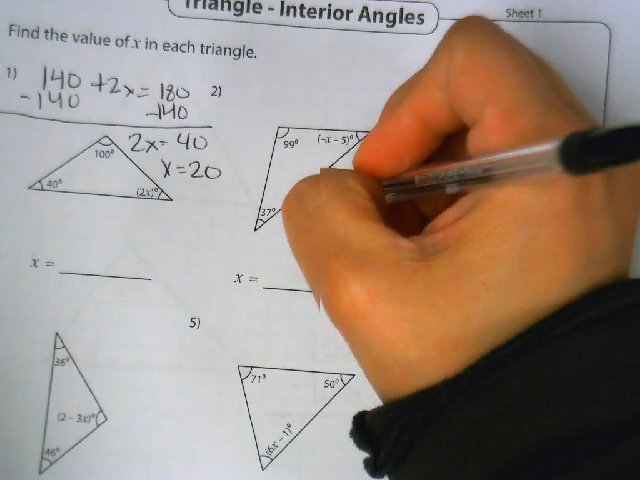 Triangle - Interior Angles
Sheet 1
Find the value of x in each triangle.
1) 140 + 2x = 180
-140 -140
2x = 40
x = 20
100°
40°
(2x)°
x =
2)
99°
(-x - 5)°
37°
x =
(2 - 3x)°
46°
5)
71°
50°
(6x - 1)°